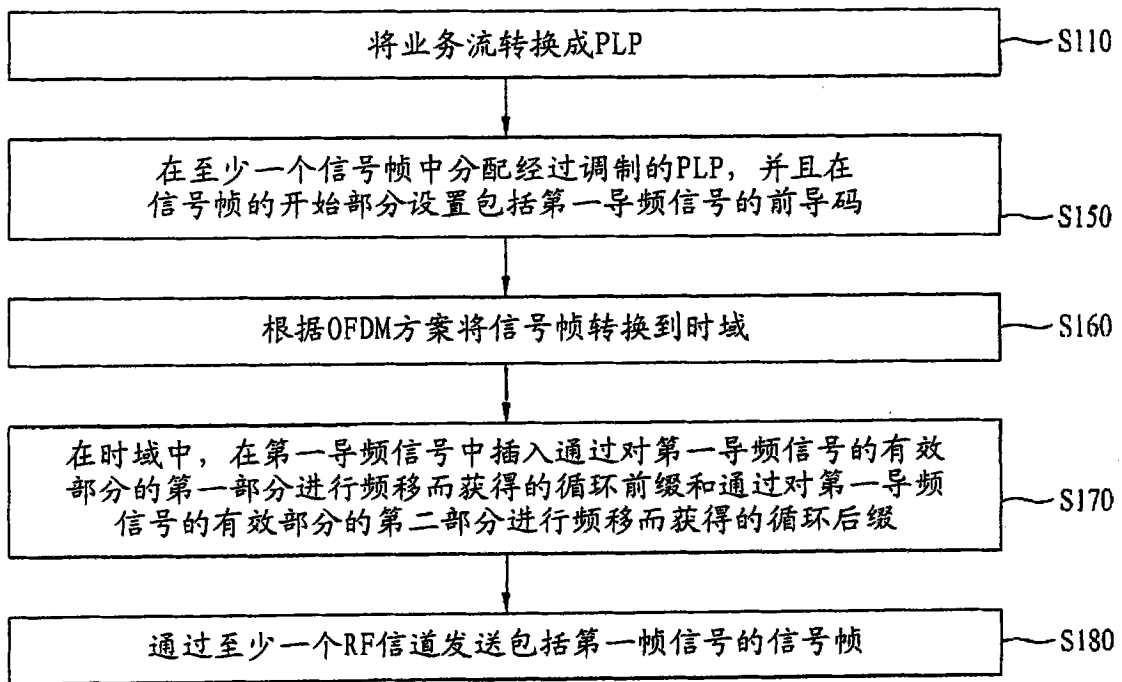 将业务流转换成PLP
S110
在至少一个信号帧中分配经过调制的PLP，并且在
信号帧的开始部分设置包括第一导频信号的前导码
S150
根据OFDM方案将信号帧转换到时域
S160
在时域中，在第一导频信号中插入通过对第一导频信号的有效
部分的第一部分进行频移而获得的循环前缀和通过对第一导频
信号的有效部分的第二部分进行频移而获得的循环后缀
S170
通过至少一个RF信道发送包括第一帧信号的信号帧
S180